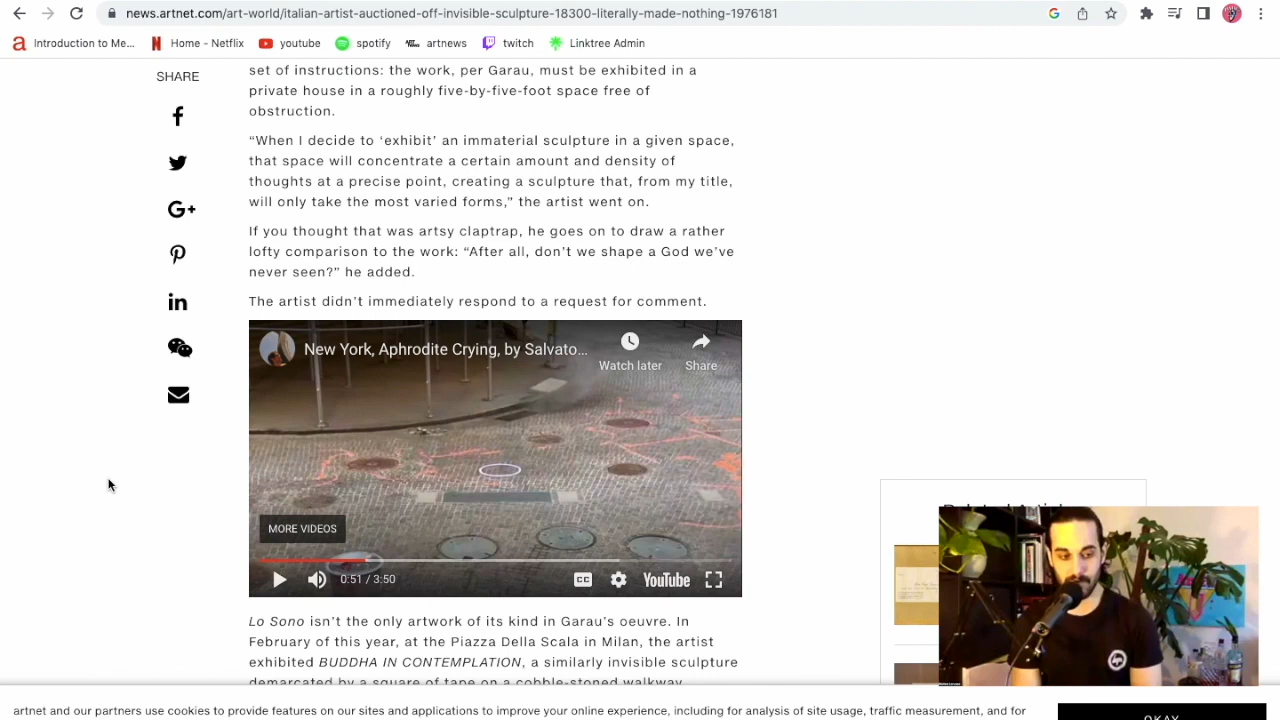 news.artnet.com/art-world/italian-artist-auctioned-off-invisible-sculpture-18300-literally-made-nothing-1976181
Introduction to Me...
Home - Netflix
youtube
spotify
artnews
twitch
Linktree Admin
SHARE
set of instructions: the work, per Garau, must be exhibited in a
private house in a roughly five-by-five-foot space free of
obstruction.
“When I decide to ‘exhibit’ an immaterial sculpture in a given space,
that space will concentrate a certain amount and density of
thoughts at a precise point, creating a sculpture that, from my title,
will only take the most varied forms,” the artist went on.
If you thought that was artsy claptrap, he goes on to draw a rather
lofty comparison to the work: “After all, don’t we shape a God we’ve
never seen?” he added.
The artist didn’t immediately respond to a request for comment.
New York, Aphrodite Crying, by Salvato...
Watch later
Share
MORE VIDEOS
0:51 / 3:50
CC
YouTube
Lo Sono isn’t the only artwork of its kind in Garau’s oeuvre. In
February of this year, at the Piazza Della Scala in Milan, the artist
exhibited BUDDHA IN CONTEMPLATION, a similarly invisible sculpture
demarcated by a square of tape on a cobble-stoned walkway.
artnet and our partners use cookies to provide features on our sites and applications to improve your online experience, including for analysis of site usage, traffic measurement, and for
OKAY